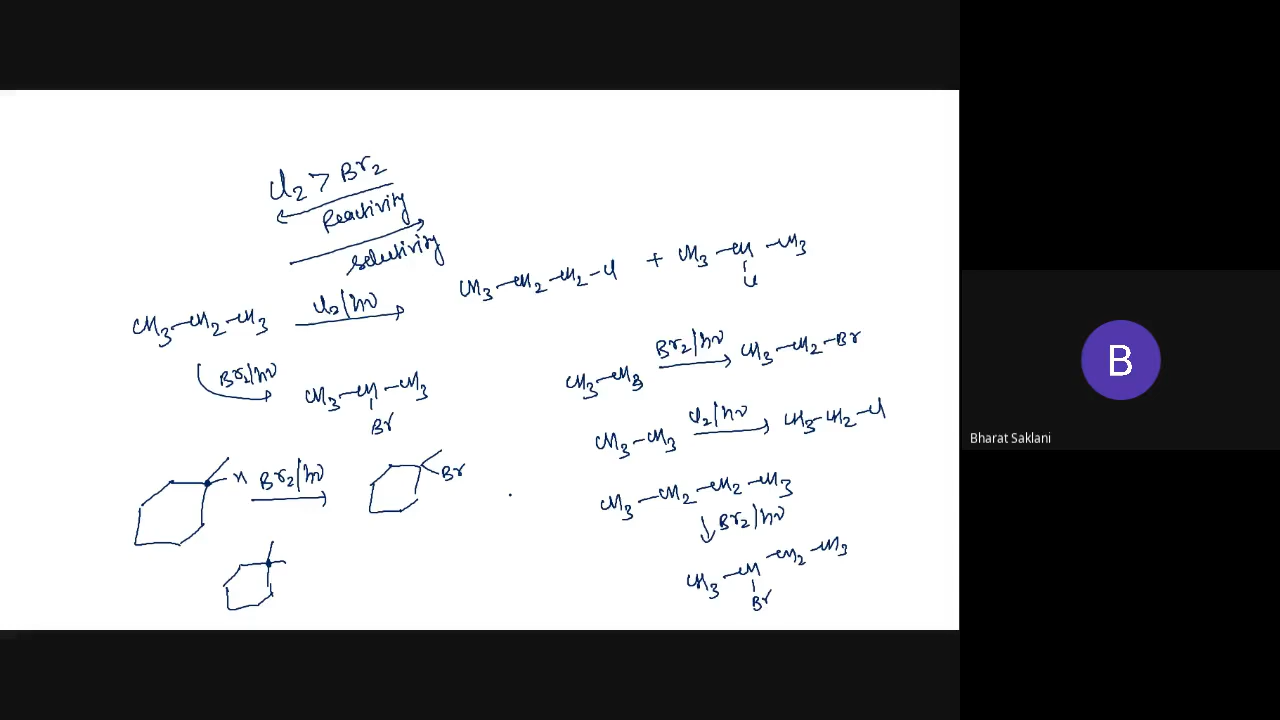 Cl2 > Br2
Reactivity
Selectivity
CH3—CH2—CH3 Cl2/hν CH3—CH2—CH2—Cl + CH3—CH—CH3
Cl
Br2/hν CH3—CH—CH3
Br
CH3—CH3 Br2/hν CH3—CH2—Br
CH3—CH3 Cl2/hν CH3—CH2—Cl
H Br2/hν Br
CH3—CH2—CH2—CH3
Br2/hν
CH3—CH—CH2—CH3
Br
B
Bharat Saklani